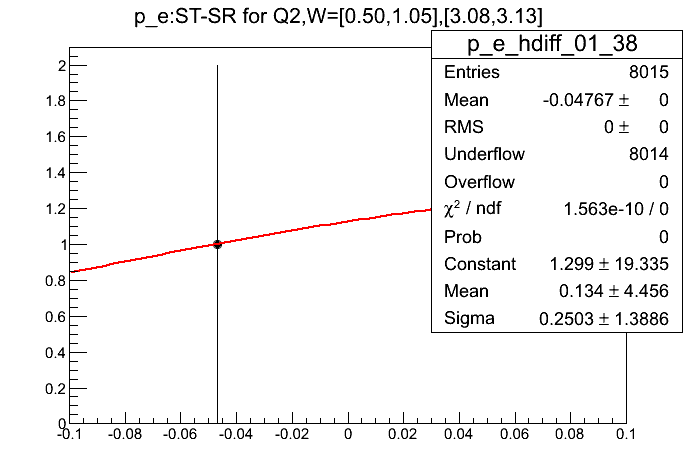 p_e:ST-SR for Q2,W=[0.50,1.05],[3.08,3.13]
p_e_hdiff_01_38
Entries 8015
Mean -0.04767 ± 0
RMS 0 ± 0
Underflow 8014
Overflow 0
χ² / ndf 1.563e-10 / 0
Prob 0
Constant 1.299 ± 19.335
Mean 0.134 ± 4.456
Sigma 0.2503 ± 1.3886
2
1.8
1.6
1.4
1.2
1
0.8
0.6
0.4
0.2
0
-0.1 -0.08 -0.06 -0.04 -0.02 0 0.02 0.04 0.06 0.08 0.1